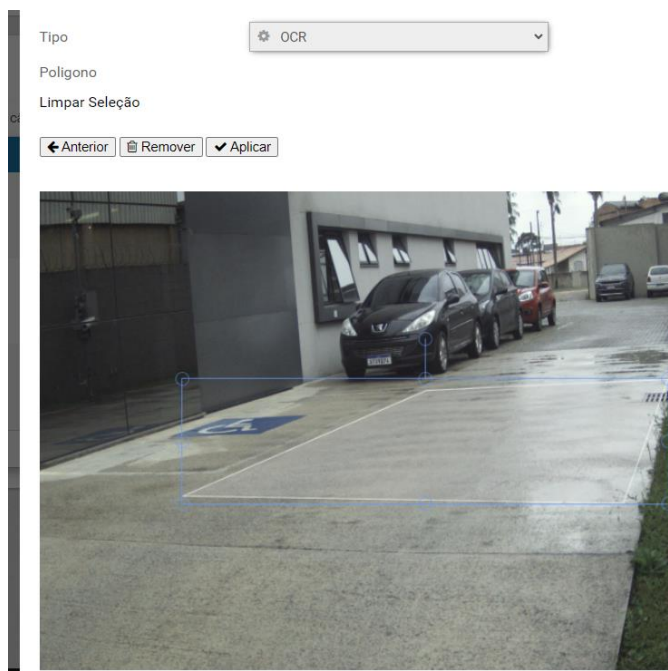 Tipo
OCR
Poligono
Limpar Seleção
Anterior
Remover
Aplicar